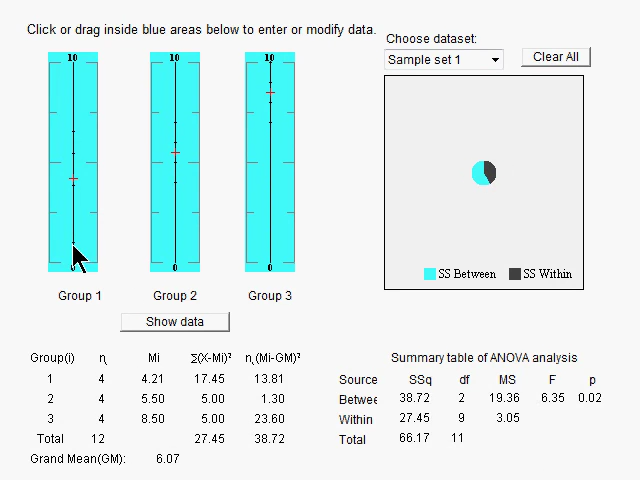 Click or drag inside blue areas below to enter or modify data.
Choose dataset:
Sample set 1
Clear All
10 10 10
0 0 0
Group 1 Group 2 Group 3
SS Between SS Within
Show data
Group(i) n Mi Σ(X-Mi)² nᵢ(Mi-GM)²
1 4 4.21 17.45 13.81
2 4 5.50 5.00 1.30
3 4 8.50 5.00 23.60
Total 12 27.45 38.72
Grand Mean(GM): 6.07
Summary table of ANOVA analysis
Source SSq df MS F p
Betwee 38.72 2 19.36 6.35 0.02
Within 27.45 9 3.05
Total 66.17 11